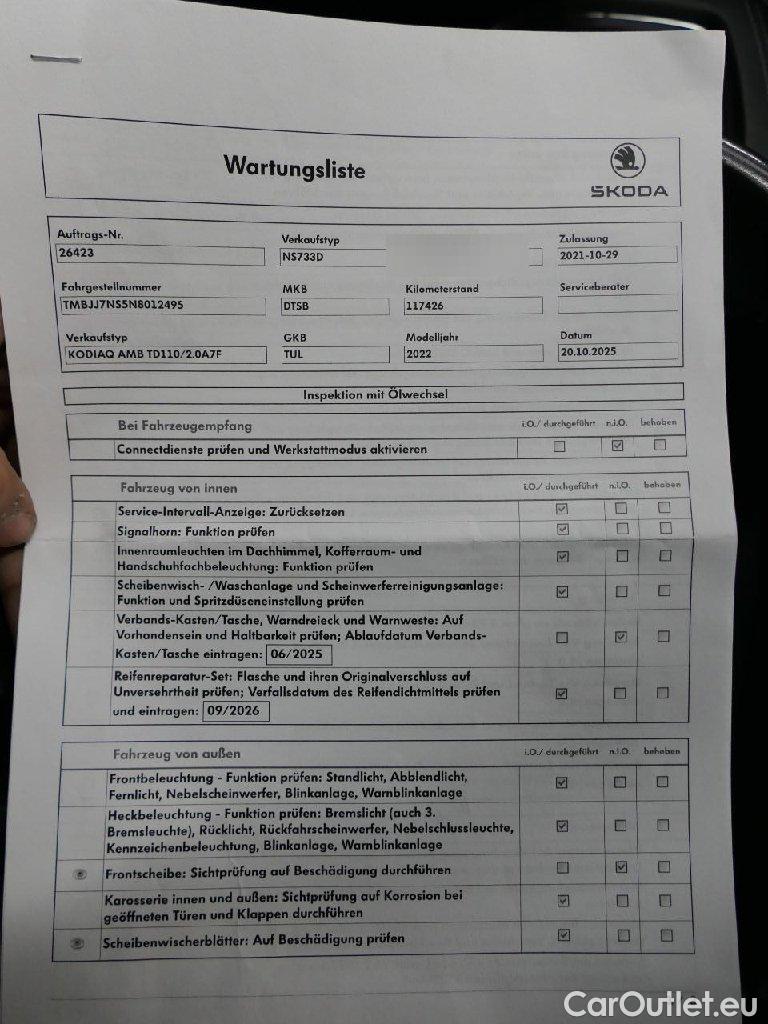 Wartungsliste
SKODA
Auftrags-Nr.
26423
Verkaufstyp
NS733D
Zulassung
2021-10-29
Fahrgestellnummer
TMBJJ7NS5N8012495
MKB
DTSB
Kilometerstand
117426
Serviceberater
Verkaufstyp
KODIAQ AMB TD110/2.0A7F
GKB
TUL
Modelljahr
2022
Datum
20.10.2025
Inspektion mit Ölwechsel
Bei Fahrzeugempfang i.O./ durchgeführt n.i.O. behoben
Connectdienste prüfen und Werkstattmodus aktivieren
Fahrzeug von innen i.O./ durchgeführt n.i.O. behoben
Service-Intervall-Anzeige: Zurücksetzen
Signalhorn: Funktion prüfen
Innenraumleuchten im Dachhimmel, Kofferraum- und
Handschuhfachbeleuchtung: Funktion prüfen
Scheibenwisch- /Waschanlage und Scheinwerferreinigungsanlage:
Funktion und Spritzdüseneinstellung prüfen
Verbands-Kasten/Tasche, Warndreieck und Warnweste: Auf
Vorhandensein und Haltbarkeit prüfen; Ablaufdatum Verbands-
Kasten/Tasche eintragen: 06/2025
Reifenreparatur-Set: Flasche und ihren Originalverschluss auf
Unversehrtheit prüfen; Verfallsdatum des Reifendichtmittels prüfen
und eintragen: 09/2026
Fahrzeug von außen i.O./ durchgeführt n.i.O. behoben
Frontbeleuchtung - Funktion prüfen: Standlicht, Abblendlicht,
Fernlicht, Nebelscheinwerfer, Blinkanlage, Warnblinkanlage
Heckbeleuchtung - Funktion prüfen: Bremslicht (auch 3.
Bremsleuchte), Rücklicht, Rückfahrscheinwerfer, Nebelschlussleuchte,
Kennzeichenbeleuchtung, Blinkanlage, Warnblinkanlage
Frontscheibe: Sichtprüfung auf Beschädigung durchführen
Karosserie innen und außen: Sichtprüfung auf Korrosion bei
geöffneten Türen und Klappen durchführen
Scheibenwischerblätter: Auf Beschädigung prüfen
CarOutlet.eu